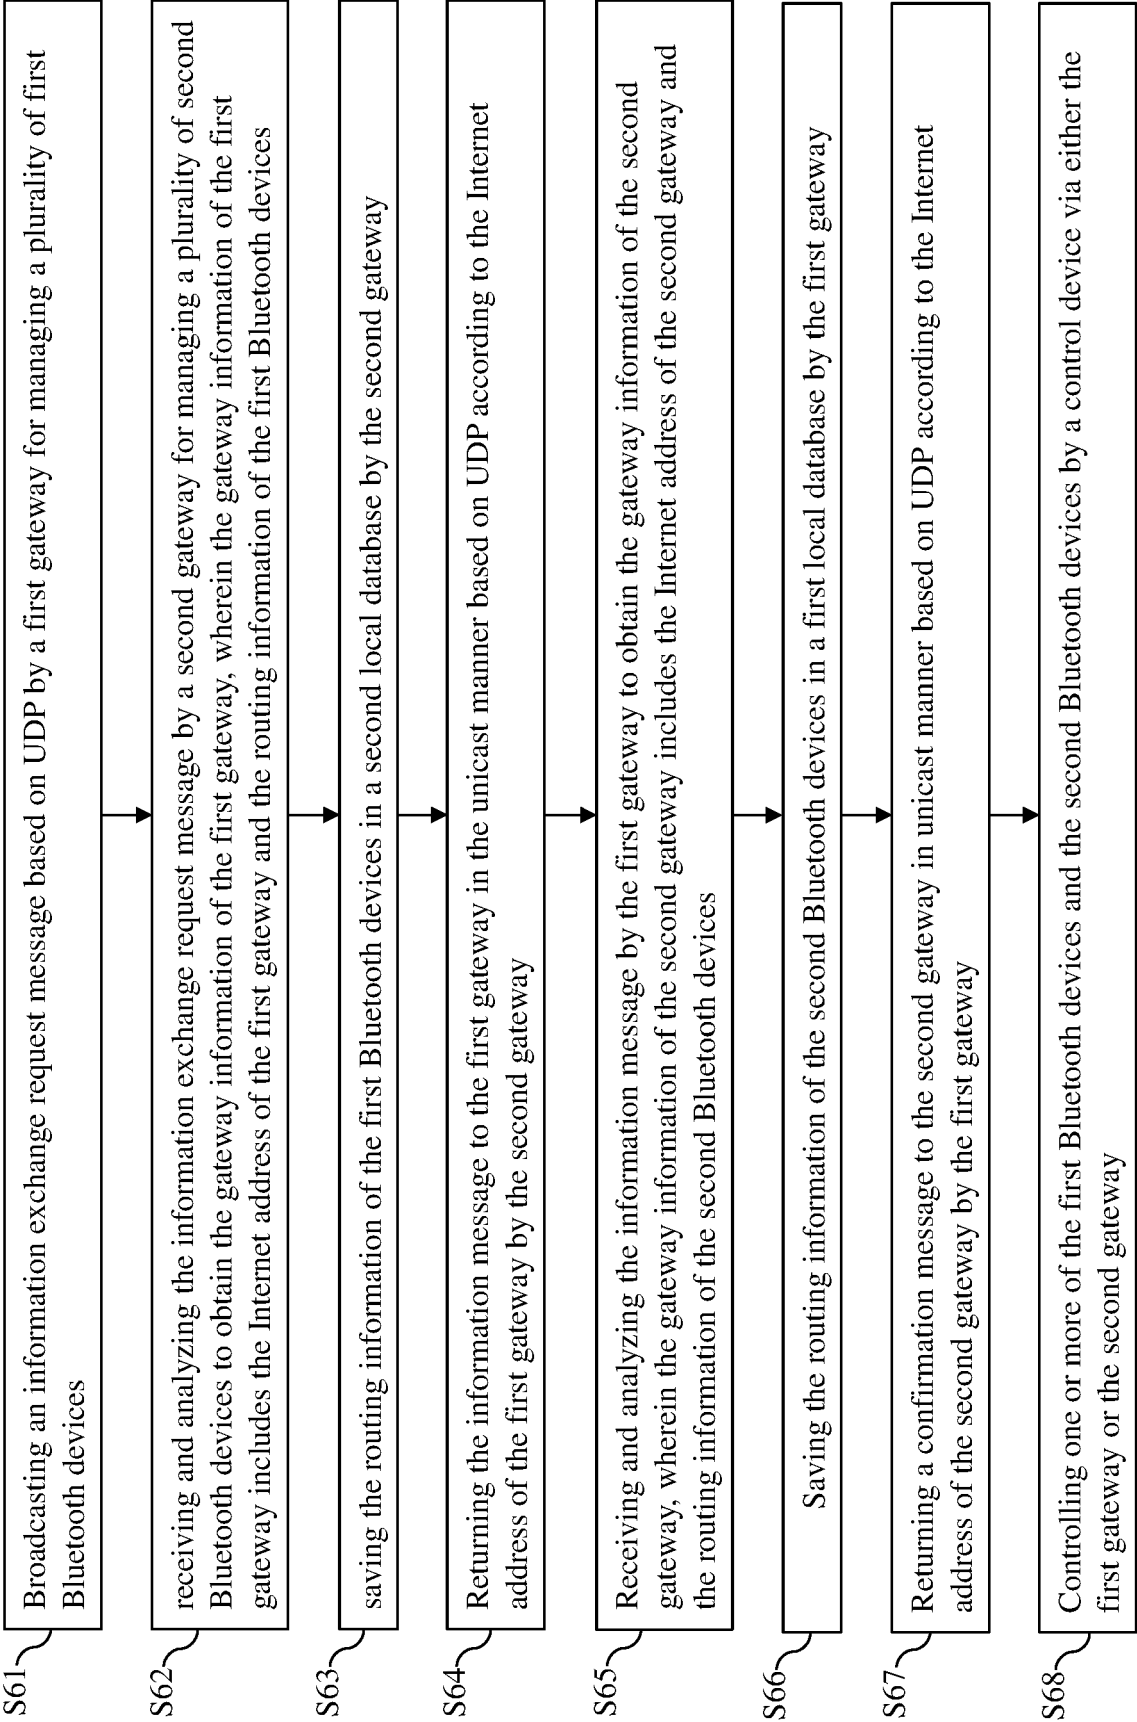 S61
Broadcasting an information exchange request message based on UDP by a first gateway for managing a plurality of first
Bluetooth devices
S62
receiving and analyzing the information exchange request message by a second gateway for managing a plurality of second
Bluetooth devices to obtain the gateway information of the first gateway, wherein the gateway information of the first
gateway includes the Internet address of the first gateway and the routing information of the first Bluetooth devices
S63
saving the routing information of the first Bluetooth devices in a second local database by the second gateway
S64
Returning the information message to the first gateway in the unicast manner based on UDP according to the Internet
address of the first gateway by the second gateway
S65
Receiving and analyzing the information message by the first gateway to obtain the gateway information of the second
gateway, wherein the gateway information of the second gateway includes the Internet address of the second gateway and
the routing information of the second Bluetooth devices
S66
Saving the routing information of the second Bluetooth devices in a first local database by the first gateway
S67
Returning a confirmation message to the second gateway in unicast manner based on UDP according to the Internet
address of the second gateway by the first gateway
S68
Controlling one or more of the first Bluetooth devices and the second Bluetooth devices by a control device via either the
first gateway or the second gateway